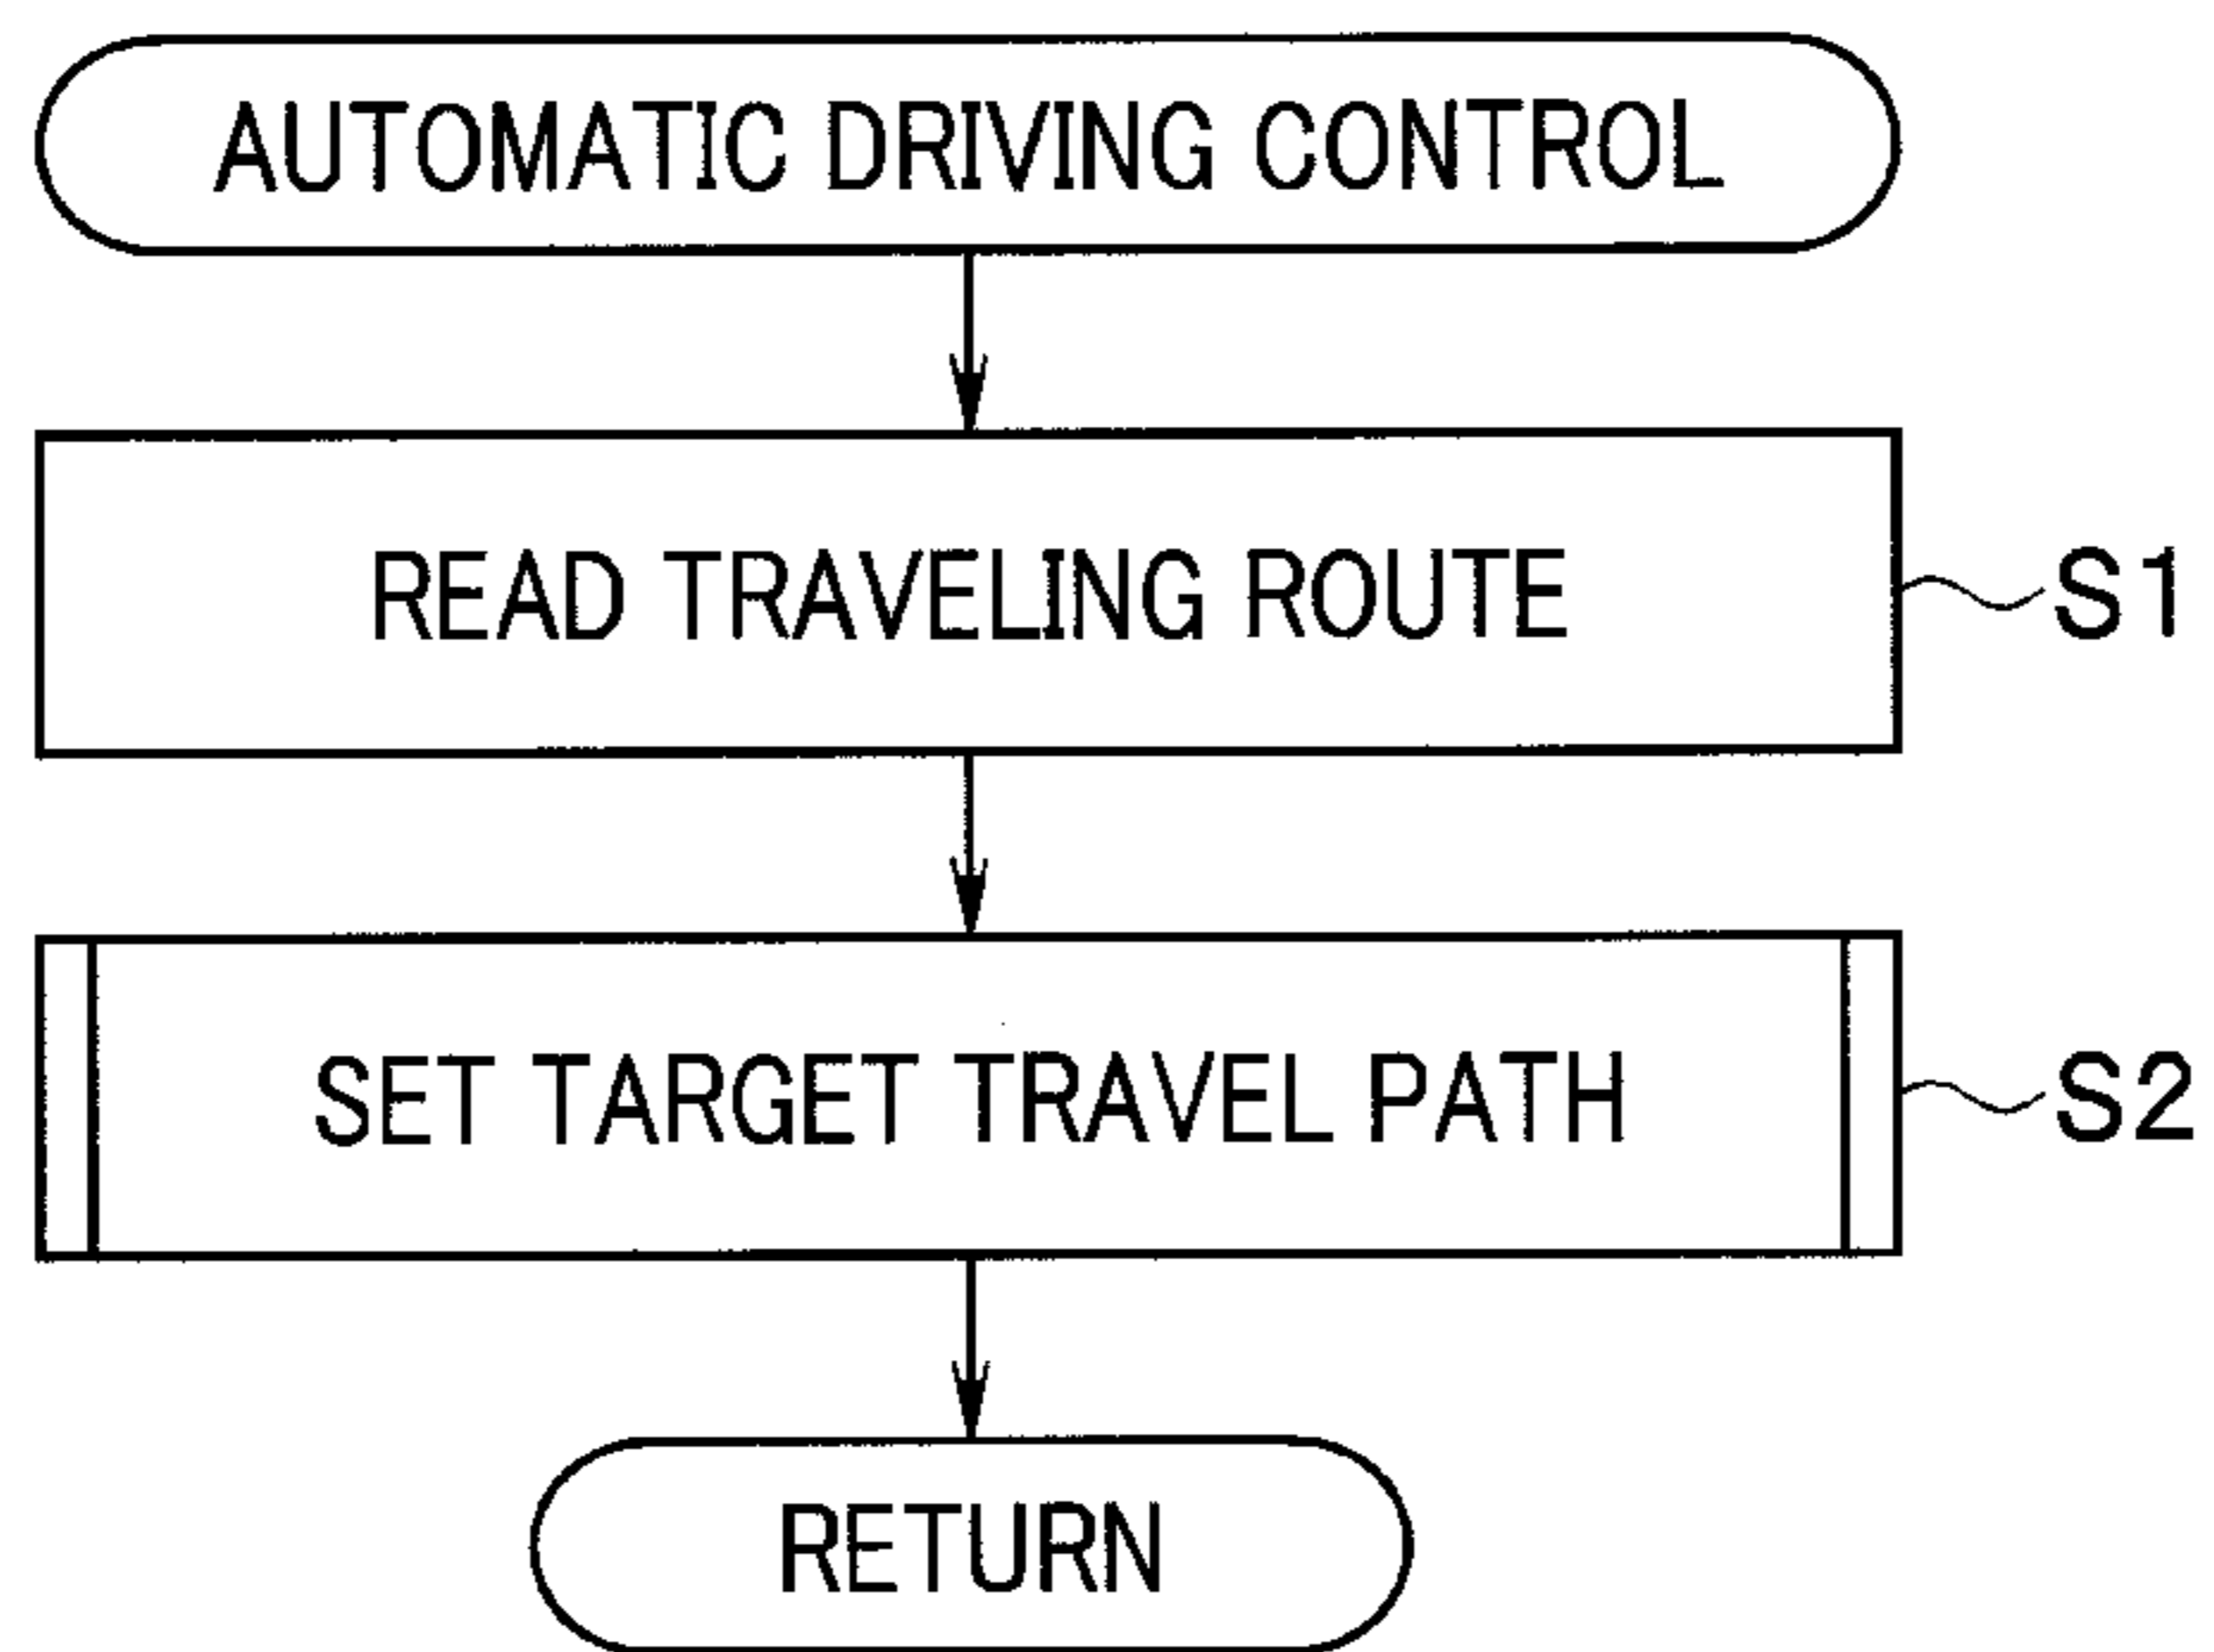 AUTOMATIC DRIVING CONTROL
READ TRAVELING ROUTE
S1
SET TARGET TRAVEL PATH
S2
RETURN